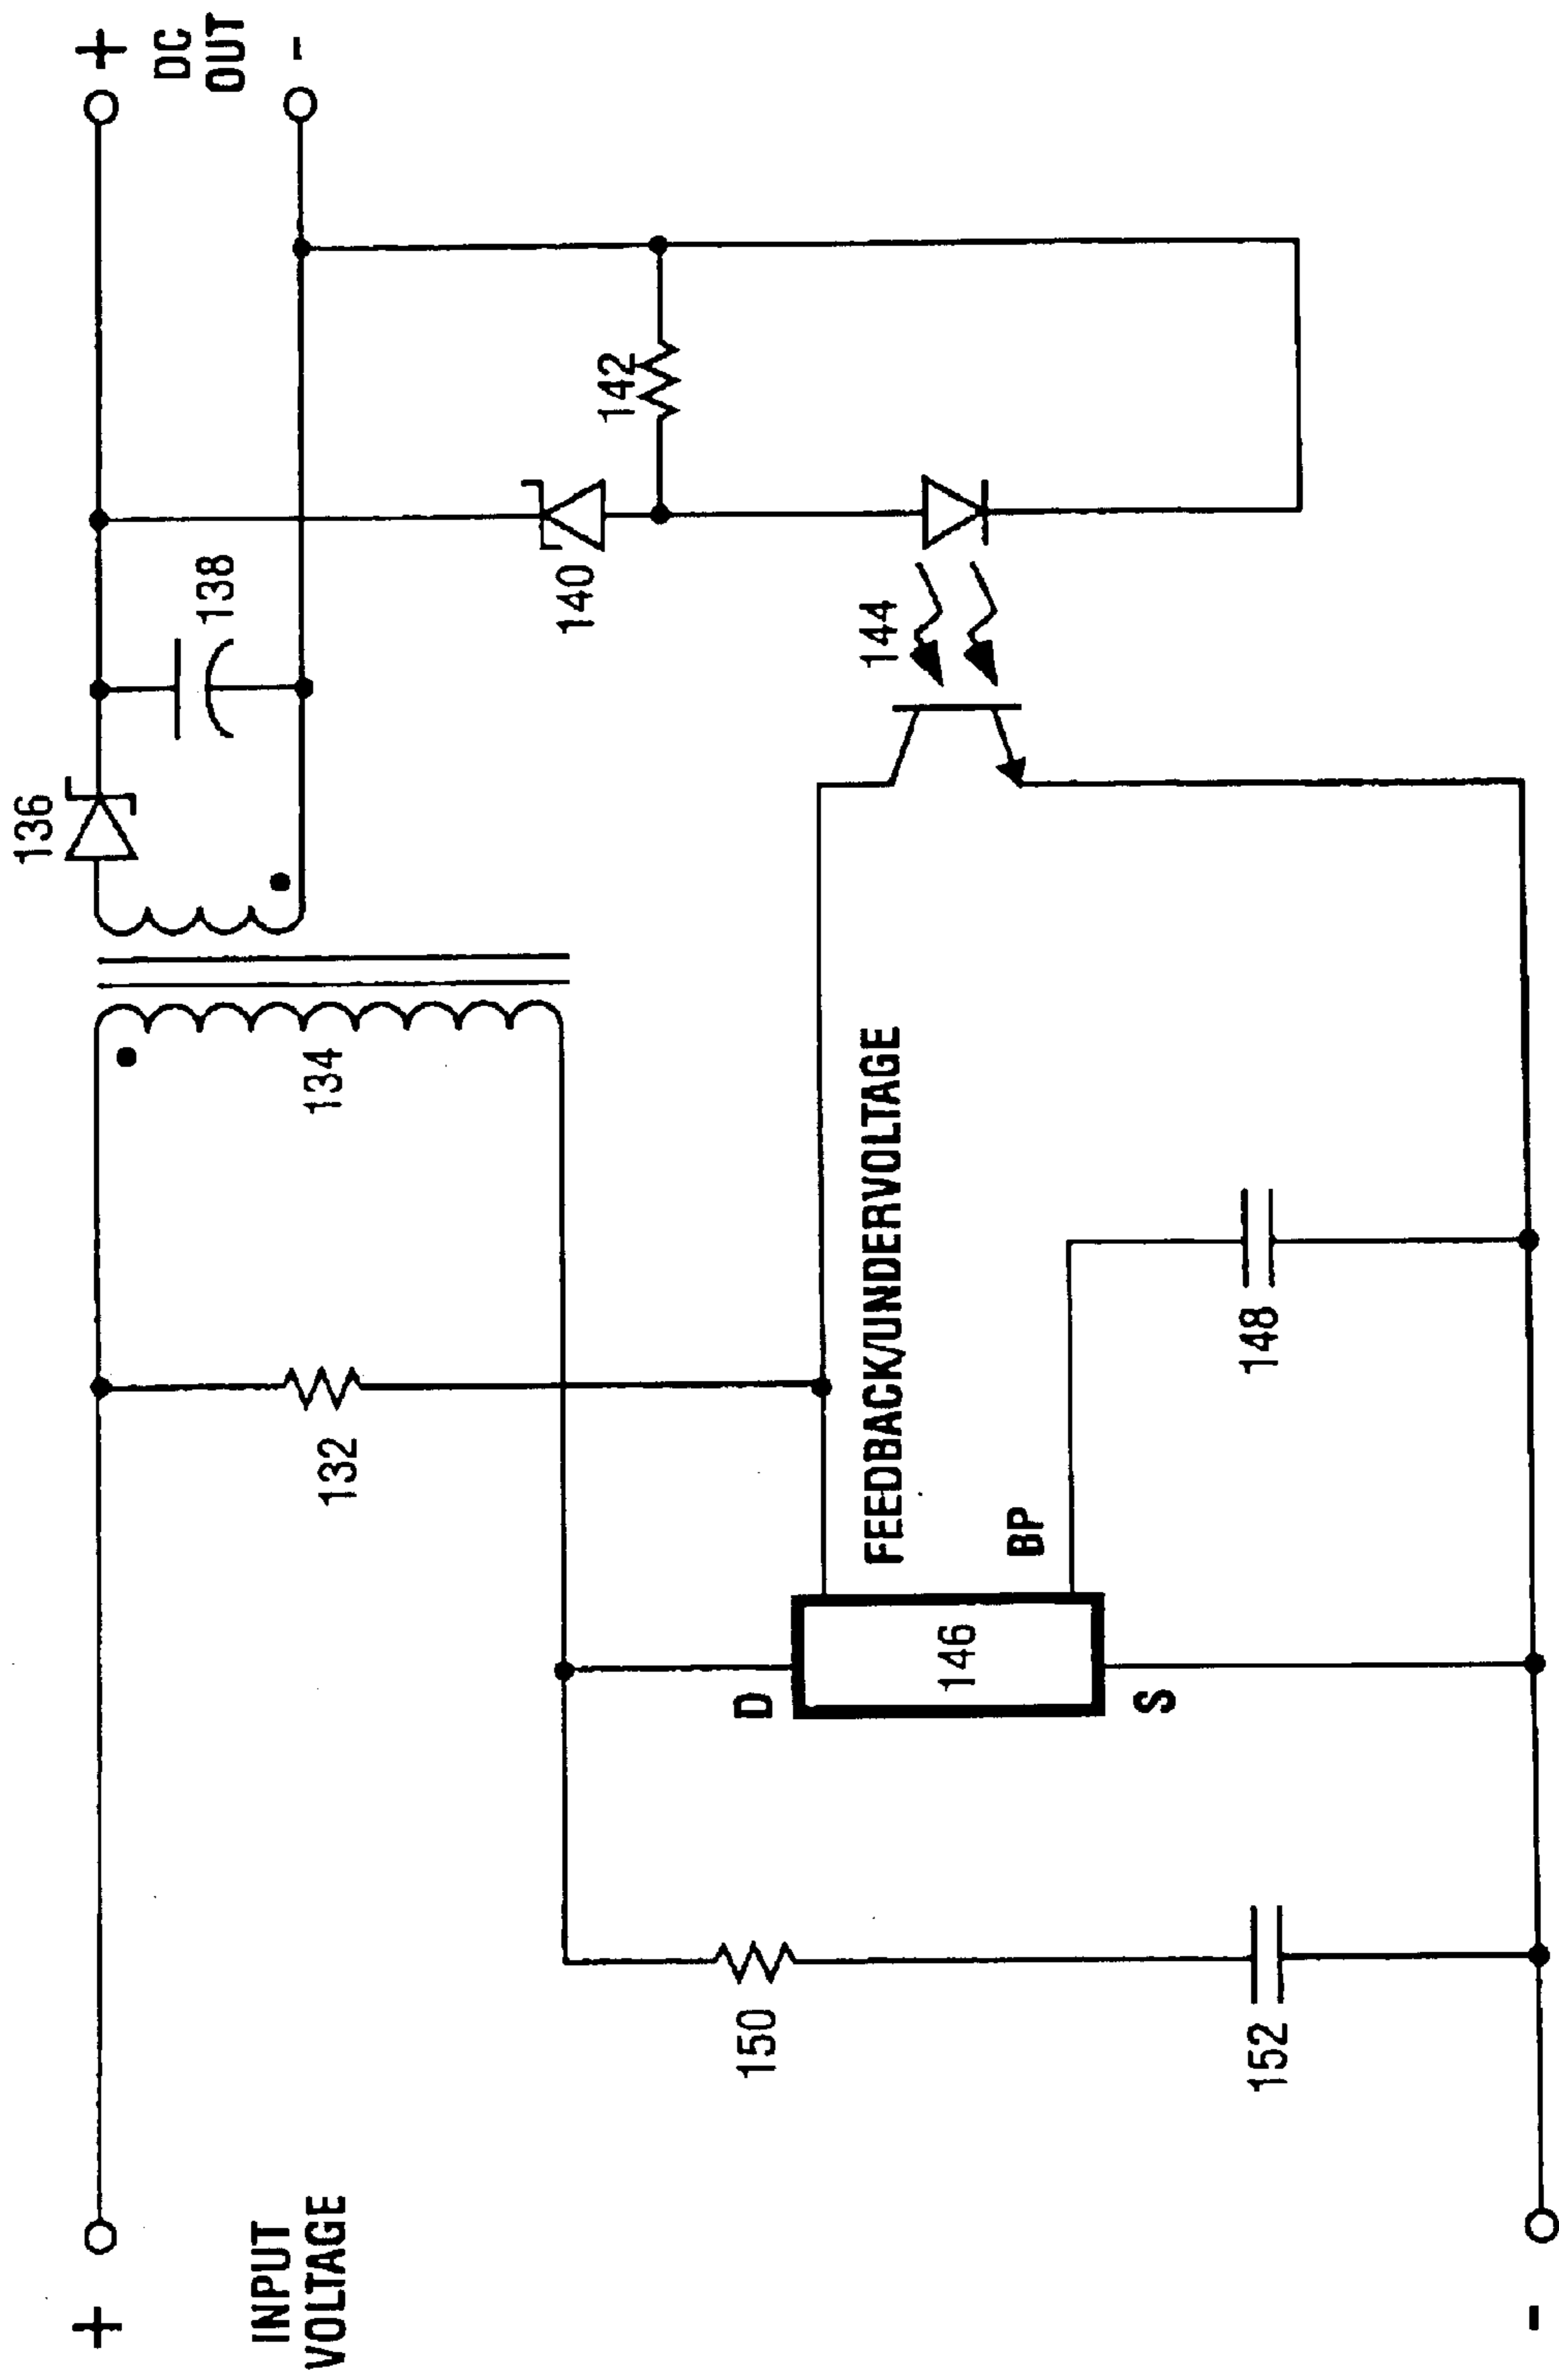 +
INPUT
VOLTAGE
-
150
152
132
134
D
146
S
FEEDBACK/UNDERVOLTAGE
BP
148
136
138
140
142
144
+
DC
OUT
-